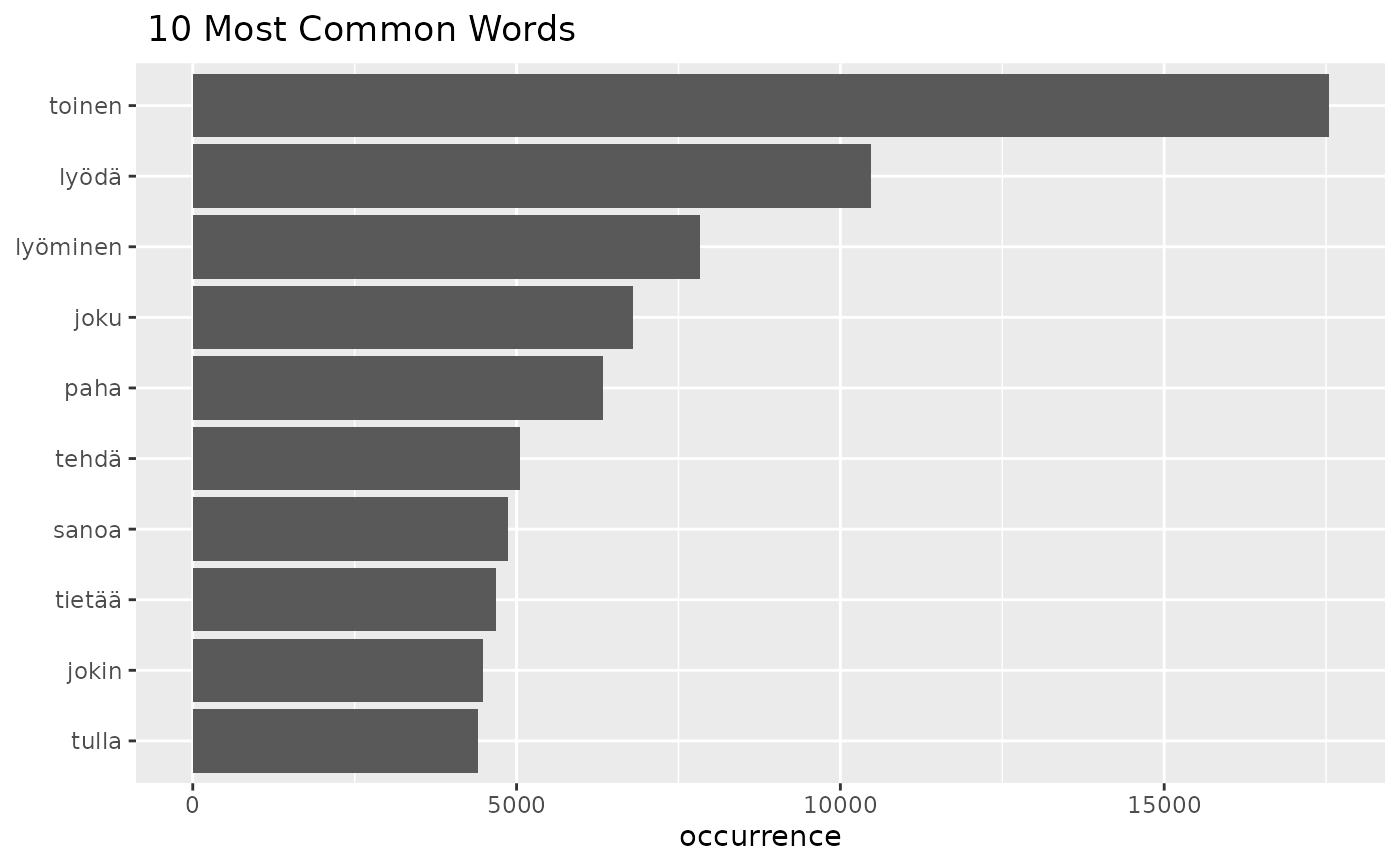 10 Most Common Words
toinen
lyödä
lyöminen
joku
paha
tehdä
sanoa
tietää
jokin
tulla
0 5000 10000 15000
occurrence